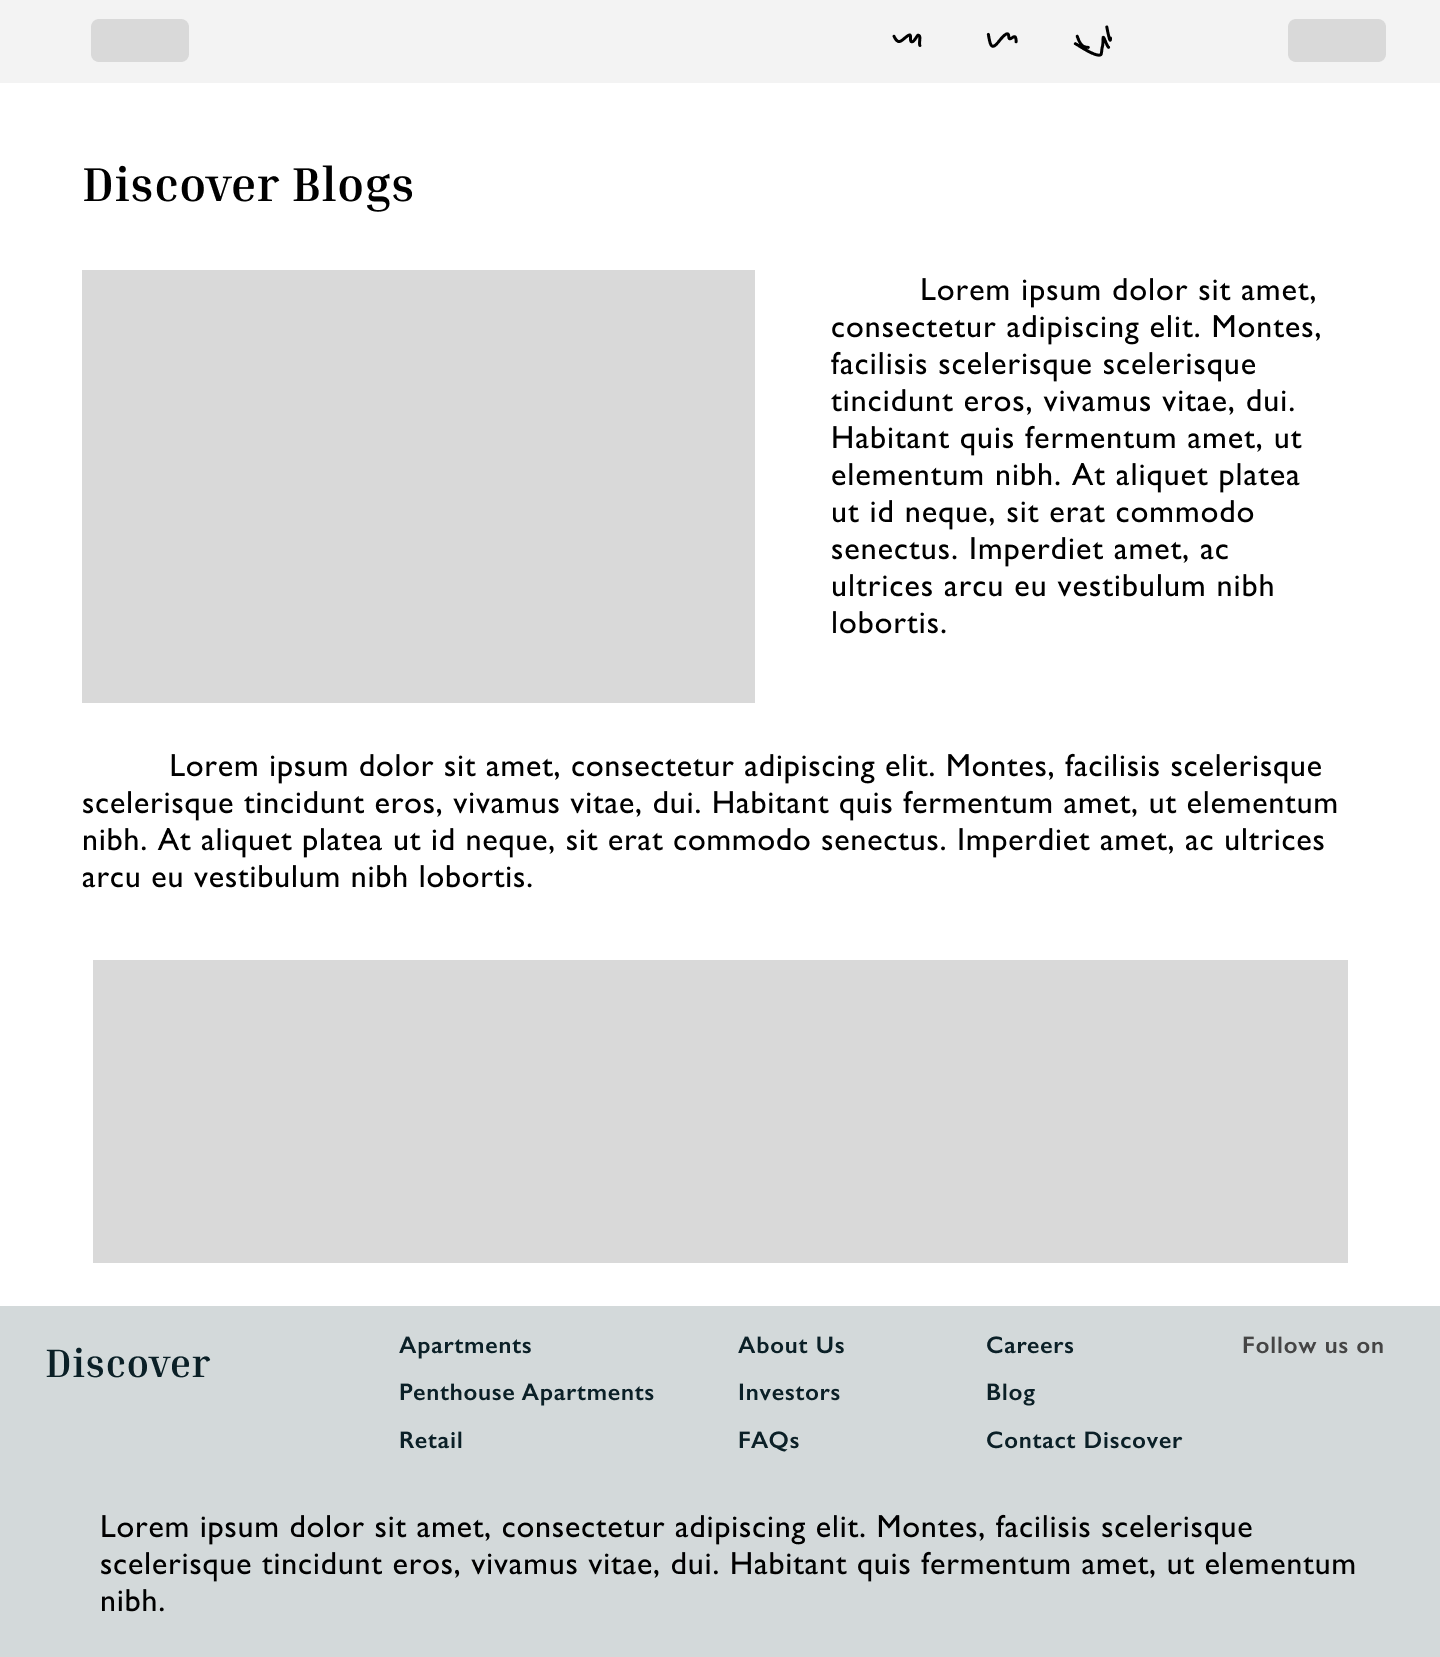 Discover Blogs
Lorem ipsum dolor sit amet,
consectetur adipiscing elit. Montes,
facilisis scelerisque scelerisque
tincidunt eros, vivamus vitae, dui.
Habitant quis fermentum amet, ut
elementum nibh. At aliquet platea
ut id neque, sit erat commodo
senectus. Imperdiet amet, ac
ultrices arcu eu vestibulum nibh
lobortis.
Lorem ipsum dolor sit amet, consectetur adipiscing elit. Montes, facilisis scelerisque
scelerisque tincidunt eros, vivamus vitae, dui. Habitant quis fermentum amet, ut elementum
nibh. At aliquet platea ut id neque, sit erat commodo senectus. Imperdiet amet, ac ultrices
arcu eu vestibulum nibh lobortis.
Discover
Apartments
Penthouse Apartments
Retail
About Us
Investors
FAQs
Careers
Blog
Contact Discover
Follow us on
Lorem ipsum dolor sit amet, consectetur adipiscing elit. Montes, facilisis scelerisque
scelerisque tincidunt eros, vivamus vitae, dui. Habitant quis fermentum amet, ut elementum
nibh.